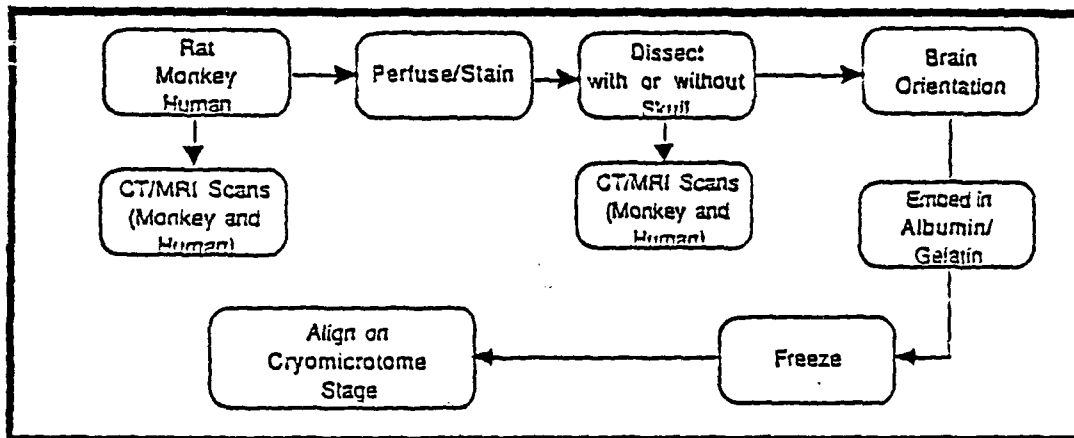 Rat
Monkey
Human
Perfuse/Stain
Dissect
with or without
Skull
Brain
Orientation
CT/MRI Scans
(Monkey and
Human)
CT/MRI Scans
(Monkey and
Human)
Embed in
Albumin/
Gelatin
Align on
Cryomicrotome
Stage
Freeze